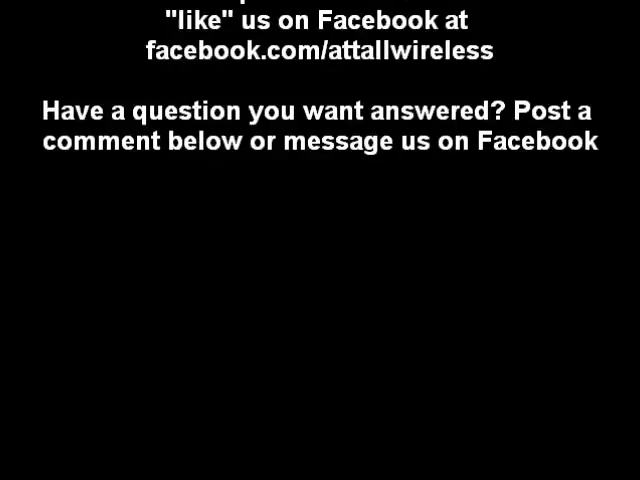 "like" us on Facebook at
facebook.com/attallwireless
Have a question you want answered? Post a
comment below or message us on Facebook